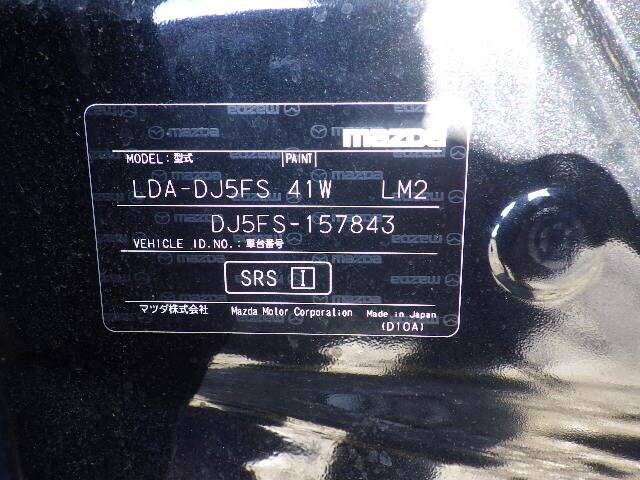 mazda
MODEL: 型式 PAINT
LDA-DJ5FS 41W LM2
DJ5FS-157843
VEHICLE ID.NO.: 車台番号
SRS I
マツダ株式会社 Mazda Motor Corporation Made in Japan
(D10A)